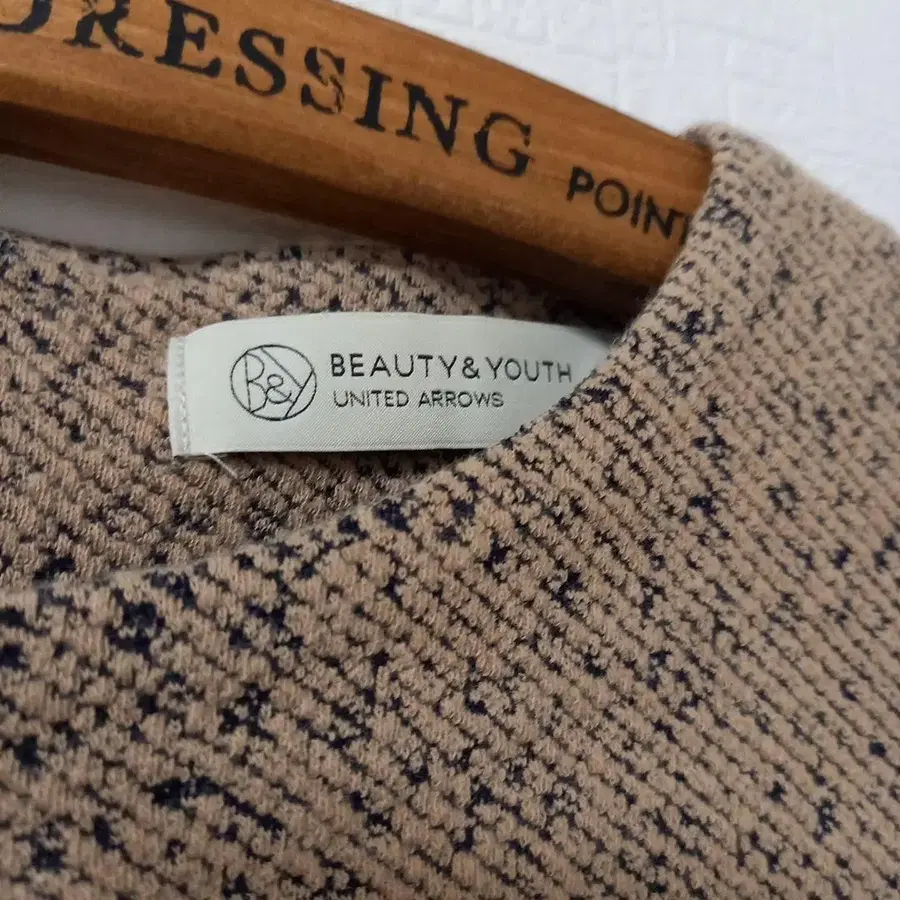 DRESSING POINT
B&Y
BEAUTY & YOUTH
UNITED ARROWS